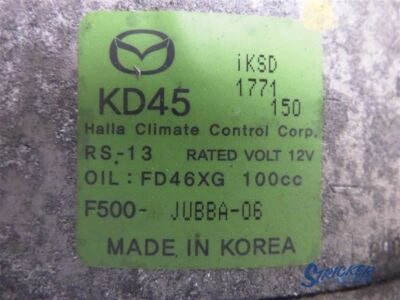 iKSD
KD45 1771
150
Halla Climate Control Corp.
RS-13 RATED VOLT 12V
OIL: FD46XG 100cc
F500- JUBBA-06
MADE IN KOREA
STRICKER